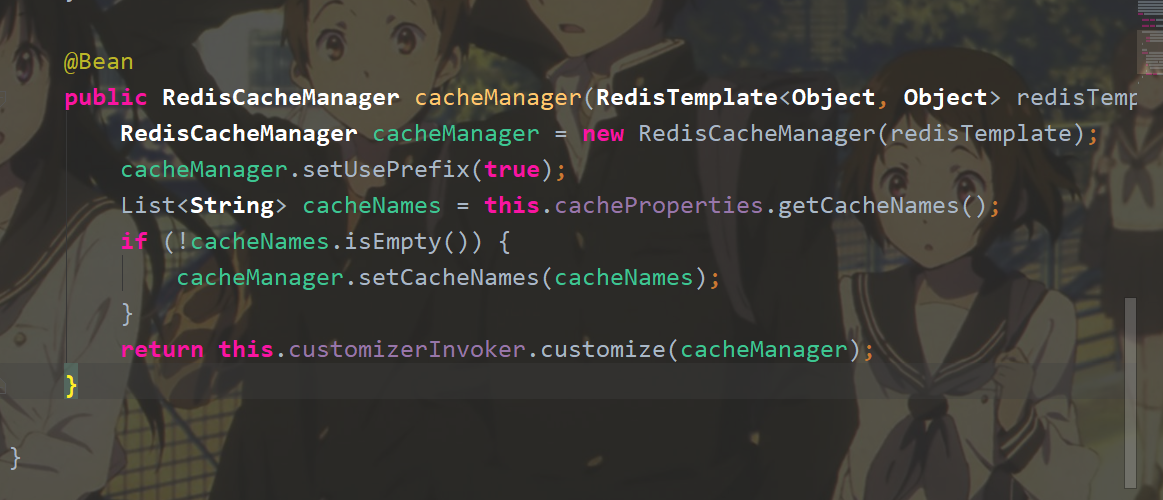 }
@Bean
public RedisCacheManager cacheManager(RedisTemplate<Object, Object> redisTemp
RedisCacheManager cacheManager = new RedisCacheManager(redisTemplate);
cacheManager.setUsePrefix(true);
List<String> cacheNames = this.cacheProperties.getCacheNames();
if (!cacheNames.isEmpty()) {
cacheManager.setCacheNames(cacheNames);
}
return this.customizerInvoker.customize(cacheManager);
}
}